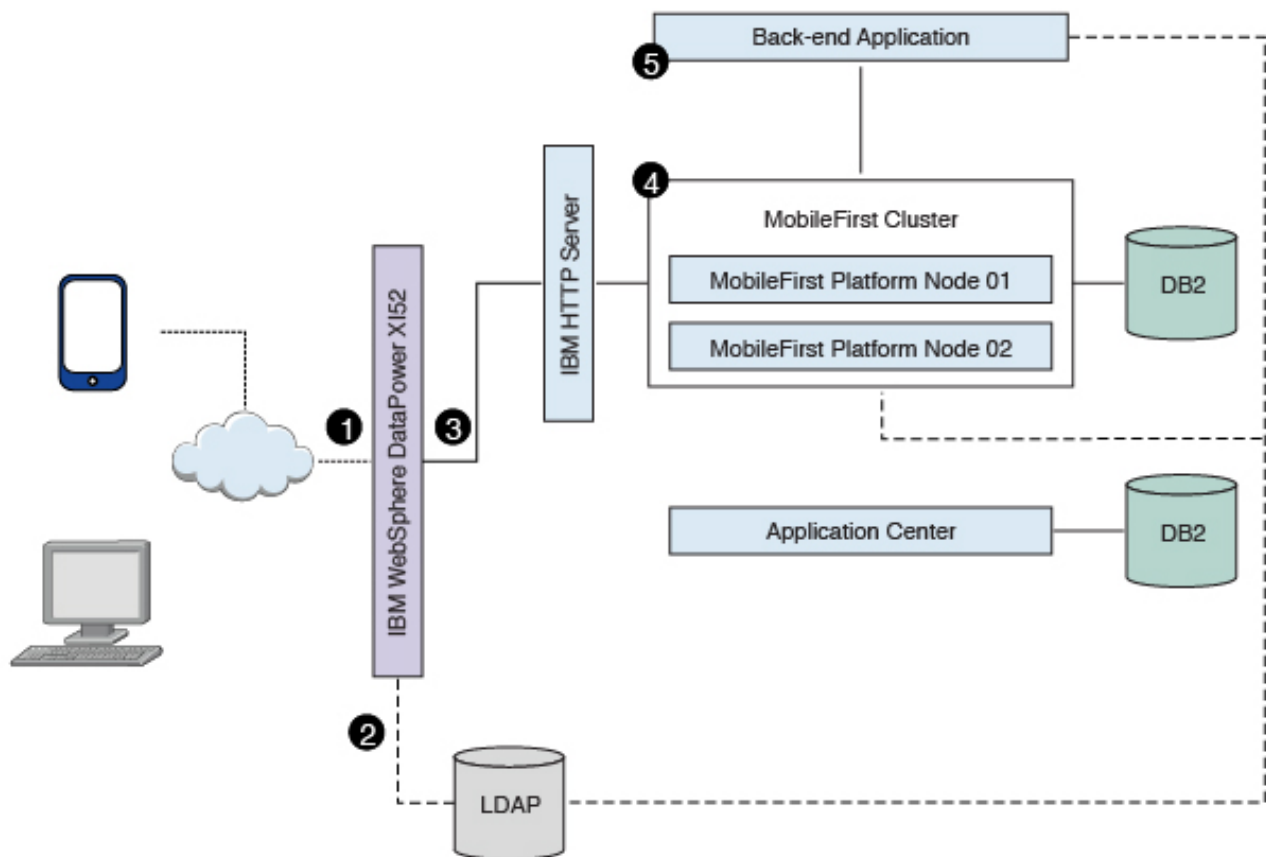 Back-end Application
5
4
MobileFirst Cluster
MobileFirst Platform Node 01
MobileFirst Platform Node 02
DB2
IBM HTTP Server
IBM WebSphere DataPower XI52
1
3
Application Center
DB2
2
LDAP